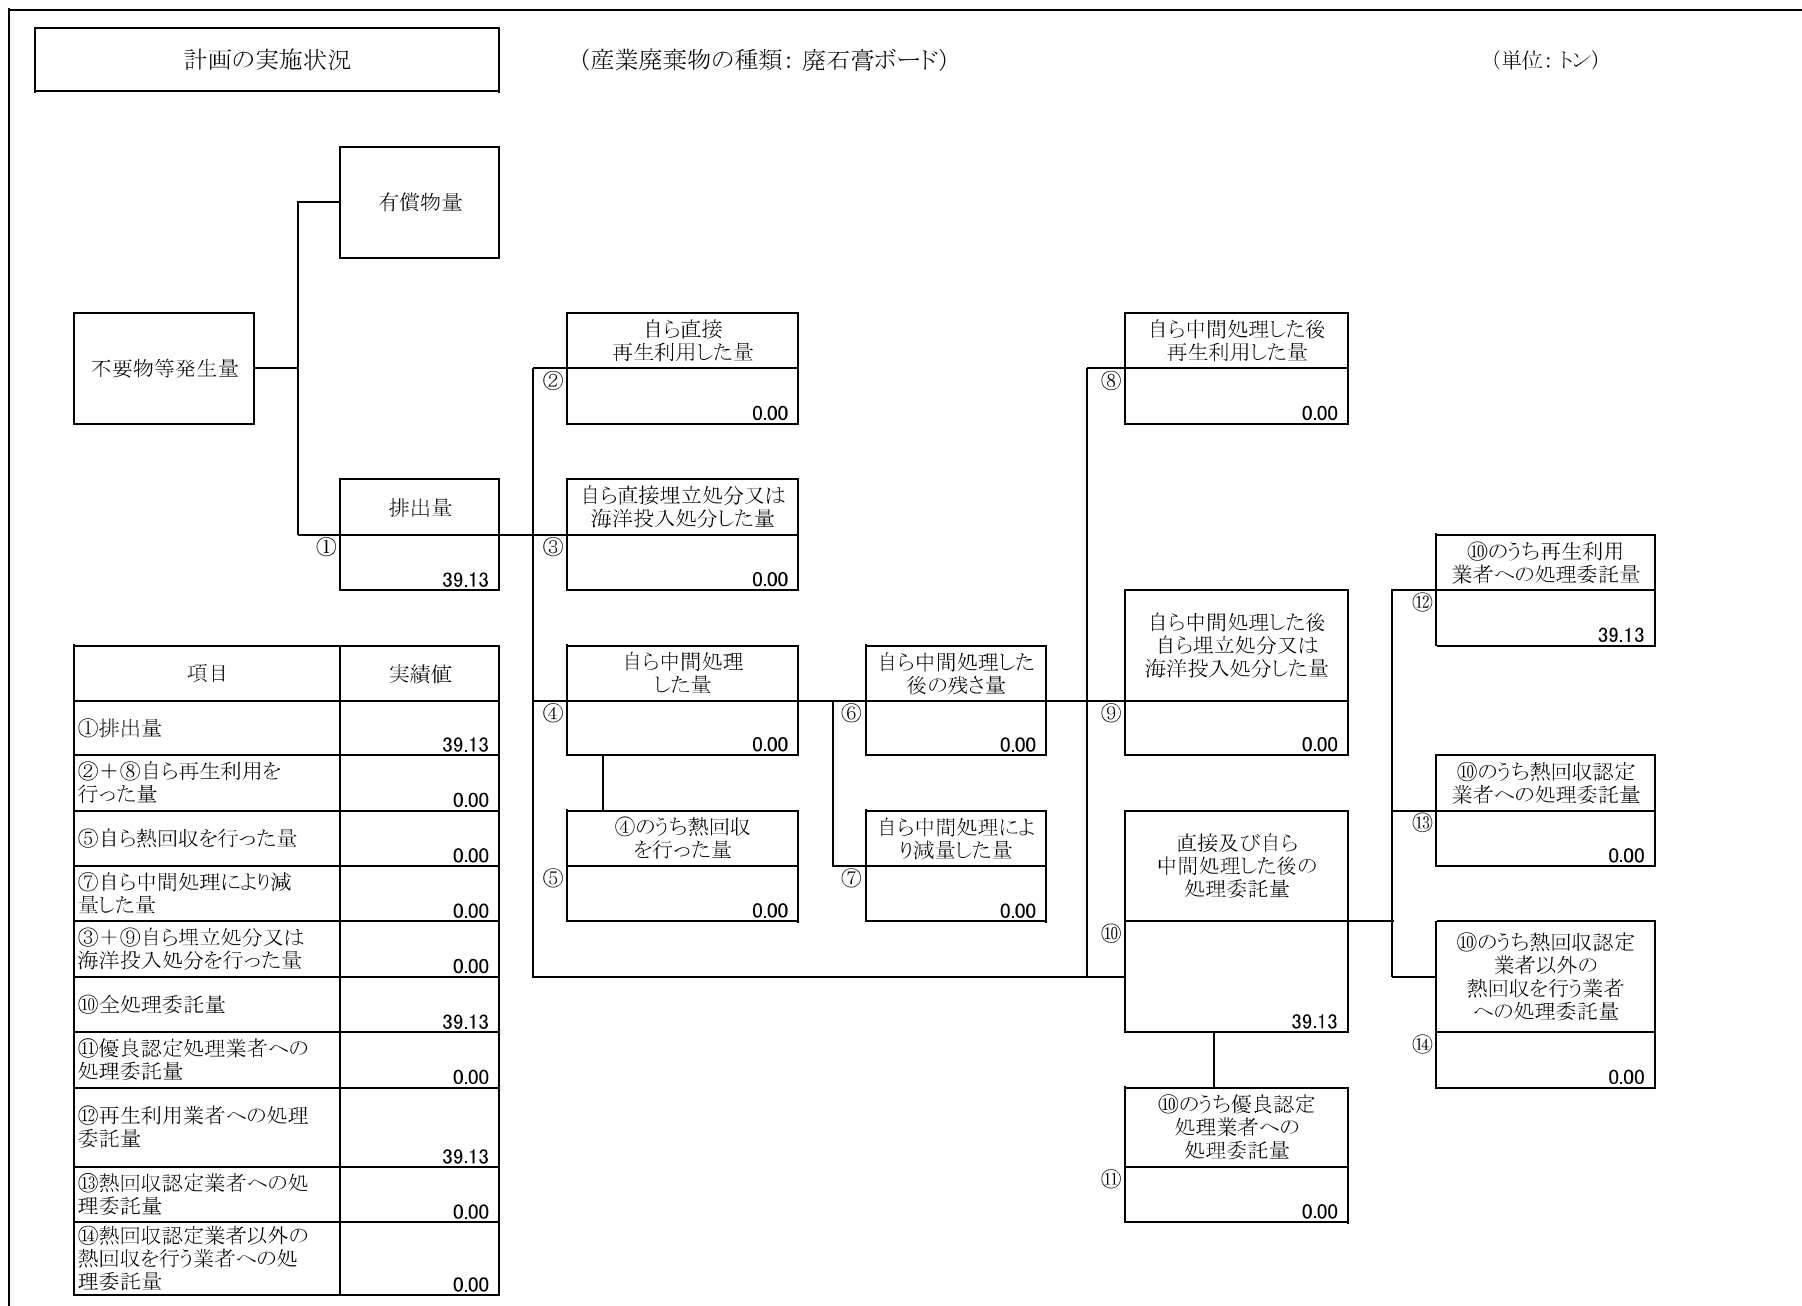 計画の実施状況
（産業廃棄物の種類：廃石膏ボード）
（単位：トン）
有償物量
不要物等発生量
自ら直接
再生利用した量
②
0.00
自ら中間処理した後
再生利用した量
⑧
0.00
排出量
①
39.13
自ら直接埋立処分又は
海洋投入処分した量
③
0.00
⑩のうち再生利用
業者への処理委託量
⑫
39.13
自ら中間処理した後
自ら埋立処分又は
海洋投入処分した量
⑨
0.00
自ら中間処理
した量
④
0.00
自ら中間処理した
後の残さ量
⑥
0.00
④のうち熱回収
を行った量
⑤
0.00
自ら中間処理によ
り減量した量
⑦
0.00
直接及び自ら
中間処理した後の
処理委託量
⑩
39.13
⑩のうち熱回収認定
業者への処理委託量
⑬
0.00
⑩のうち熱回収認定
業者以外の
熱回収を行う業者
への処理委託量
⑭
0.00
⑩のうち優良認定
処理業者への
処理委託量
⑪
0.00
項目
実績値
①排出量
39.13
②＋⑧自ら再生利用を
行った量
0.00
⑤自ら熱回収を行った量
0.00
⑦自ら中間処理により減
量した量
0.00
③＋⑨自ら埋立処分又は
海洋投入処分を行った量
0.00
⑩全処理委託量
39.13
⑪優良認定処理業者への
処理委託量
0.00
⑫再生利用業者への処理
委託量
39.13
⑬熱回収認定業者への処
理委託量
0.00
⑭熱回収認定業者以外の
熱回収を行う業者への処
理委託量
0.00